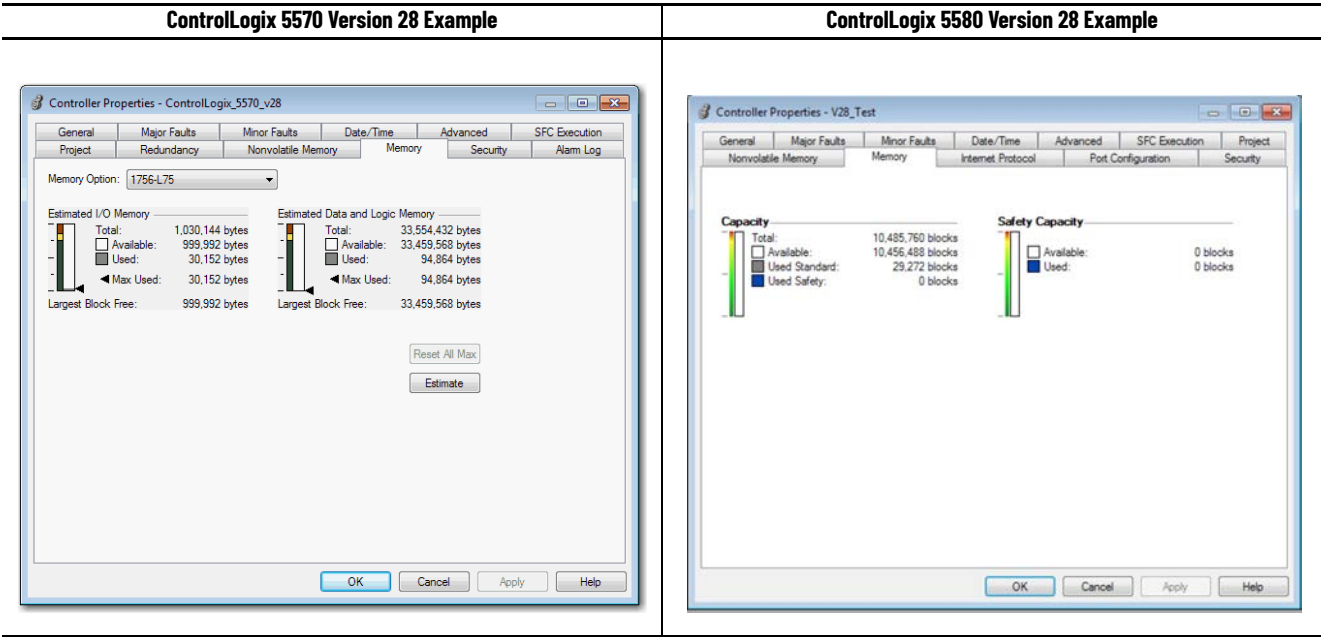 ControlLogix 5570 Version 28 Example
Controller Properties - ControlLogix_5570_v28
General Major Faults Minor Faults Date/Time Advanced SFC Execution
Project Redundancy Nonvolatile Memory Memory Security Alarm Log
Memory Option: 1756-L75
Estimated I/O Memory
Total: 1,030,144 bytes
Available: 999,992 bytes
Used: 30,152 bytes
Max Used: 30,152 bytes
Largest Block Free: 999,992 bytes
Estimated Data and Logic Memory
Total: 33,554,432 bytes
Available: 33,459,568 bytes
Used: 94,864 bytes
Max Used: 94,864 bytes
Largest Block Free: 33,459,568 bytes
Reset All Max
Estimate
OK Cancel Apply Help
ControlLogix 5580 Version 28 Example
Controller Properties - V28_Test
General Major Faults Minor Faults Date/Time Advanced SFC Execution Project
Nonvolatile Memory Memory Internet Protocol Port Configuration Security
Capacity
Total: 10,485,760 blocks
Available: 10,456,488 blocks
Used Standard: 29,272 blocks
Used Safety: 0 blocks
Safety Capacity
Available: 0 blocks
Used: 0 blocks
OK Cancel Apply Help